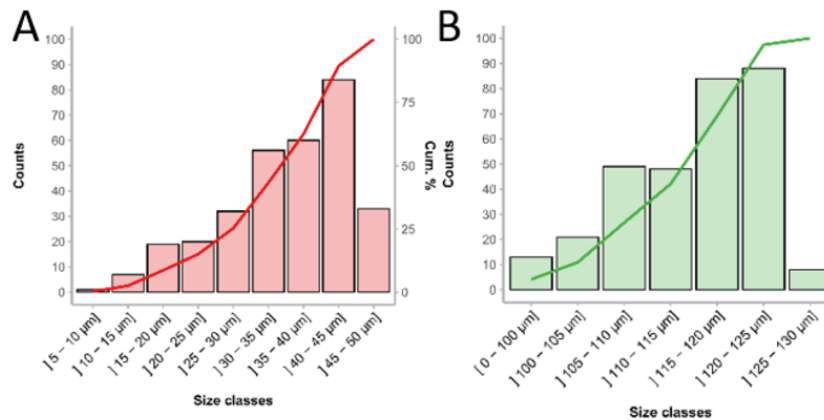 A
B
100
90
80
70
60
50
40
30
20
10
0
Counts
100
75
50
25
0
Cum. %
] 5 – 10 µm]
] 10 – 15 µm]
] 15 – 20 µm]
] 20 – 25 µm]
] 25 – 30 µm]
] 30 – 35 µm]
] 35 – 40 µm]
] 40 – 45 µm]
] 45 – 50 µm]
Size classes
100
90
80
70
60
50
40
30
20
10
0
Counts
[ 0 – 100 µm]
] 100 – 105 µm]
] 105 – 110 µm]
] 110 – 115 µm]
] 115 – 120 µm]
] 120 – 125 µm]
] 125 – 130 µm]
Size classes